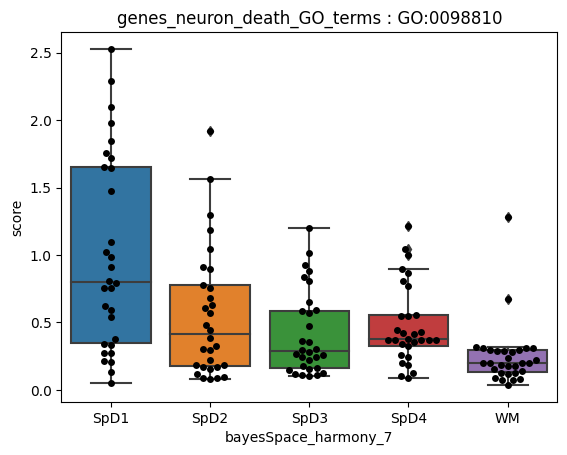 genes_neuron_death_GO_terms : GO:0098810
2.5
2.0
1.5
1.0
0.5
0.0
score
SpD1 SpD2 SpD3 SpD4 WM
bayesSpace_harmony_7